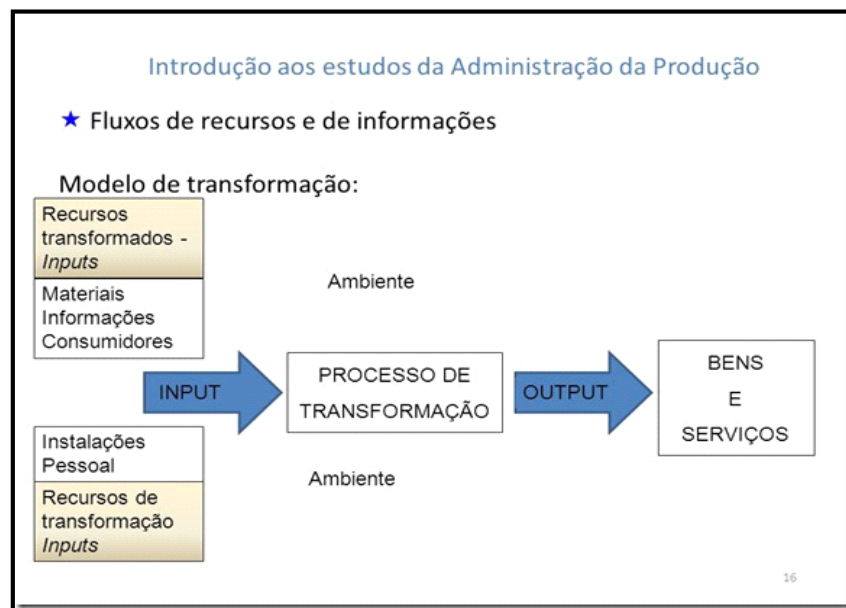 Introdução aos estudos da Administração da Produção
★ Fluxos de recursos e de informações
Modelo de transformação:
Recursos
transformados -
Inputs
Materiais
Informações
Consumidores
Ambiente
INPUT
PROCESSO DE
TRANSFORMAÇÃO
OUTPUT
BENS
E
SERVIÇOS
Instalações
Pessoal
Recursos de
transformação
Inputs
Ambiente
16